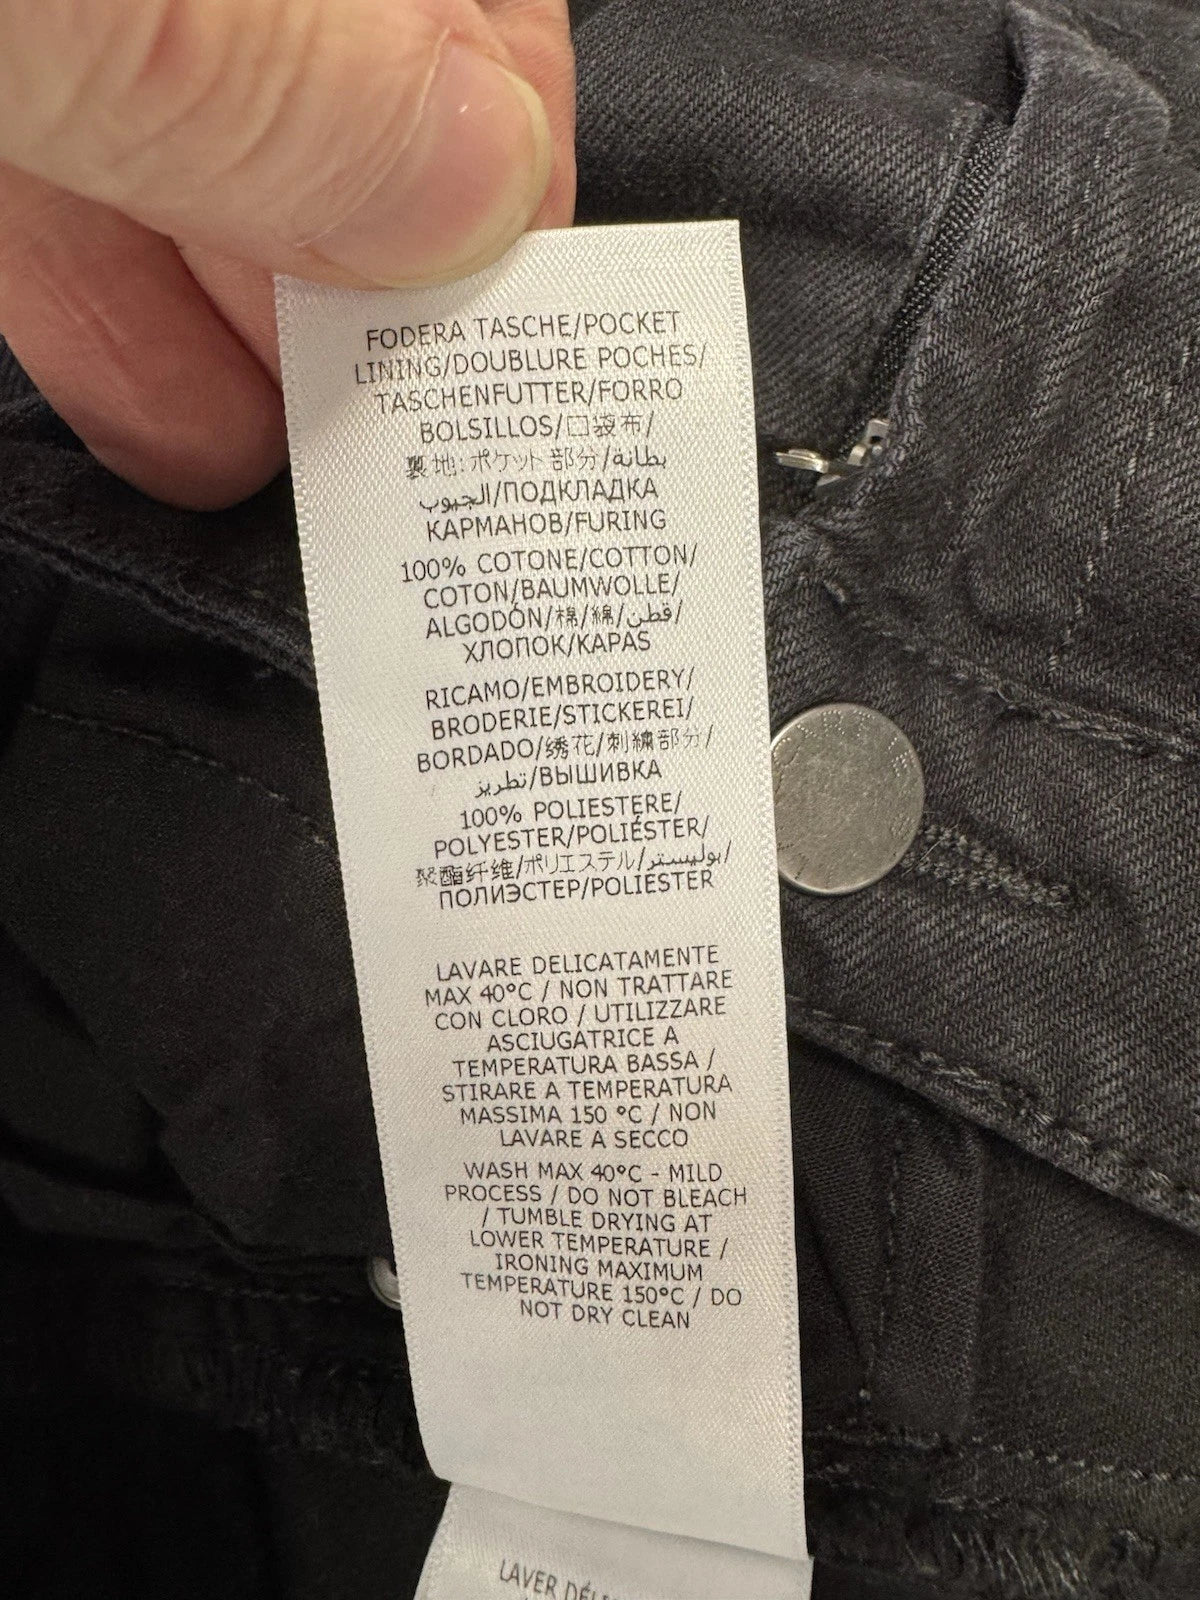 FODERA TASCHE/POCKET
LINING/DOUBLURE POCHES/
TASCHENFUTTER/FORRO
BOLSILLOS/口袋布/
裏地:ポケット部分/بطانة
الجيوب/ПОДКЛАДКА
КАРМАНОВ/FURING
100% COTONE/COTTON/
COTON/BAUMWOLLE/
ALGODÓN/棉/綿/قطن/
ХЛОПОК/KAPAS
RICAMO/EMBROIDERY/
BRODERIE/STICKEREI/
BORDADO/绣花/刺繍部分/
تطريز/ВЫШИВКА
100% POLIESTERE/
POLYESTER/POLIÉSTER/
聚酯纤维/ポリエステル/بوليستر/
ПОЛИЭСТЕР/POLIESTER
LAVARE DELICATAMENTE
MAX 40°C / NON TRATTARE
CON CLORO / UTILIZZARE
ASCIUGATRICE A
TEMPERATURA BASSA /
STIRARE A TEMPERATURA
MASSIMA 150 °C / NON
LAVARE A SECCO
WASH MAX 40°C - MILD
PROCESS / DO NOT BLEACH
/ TUMBLE DRYING AT
LOWER TEMPERATURE /
IRONING MAXIMUM
TEMPERATURE 150°C / DO
NOT DRY CLEAN
LAVER